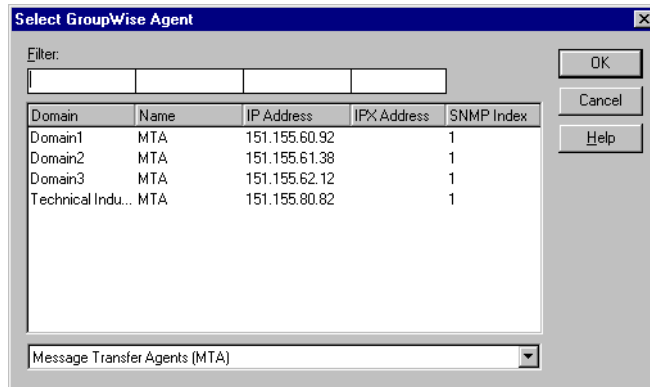 Select GroupWise Agent
Filter:
OK
Cancel
Help
Domain Name IP Address IPX Address SNMP Index
Domain1 MTA 151.155.60.92 1
Domain2 MTA 151.155.61.38 1
Domain3 MTA 151.155.62.12 1
Technical Indu... MTA 151.155.80.82 1
Message Transfer Agents (MTA)